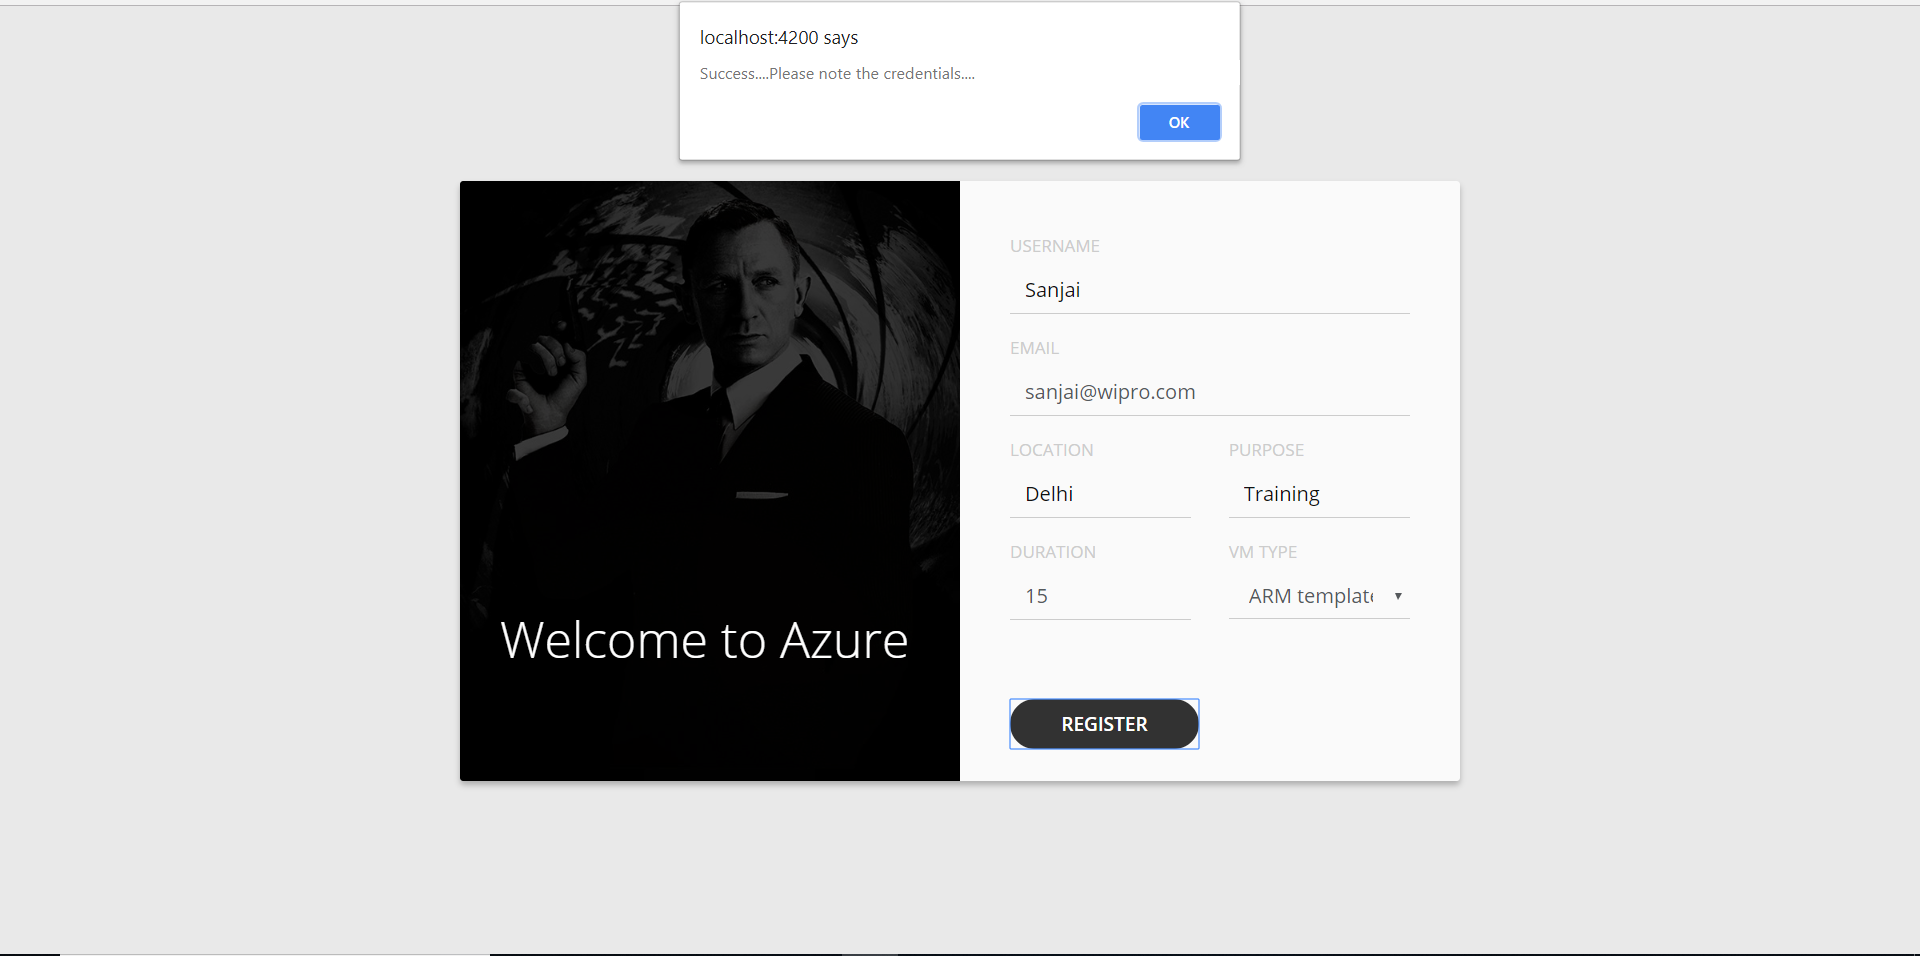 localhost:4200 says
Success....Please note the credentials....
OK
Welcome to Azure
USERNAME
Sanjai
EMAIL
sanjai@wipro.com
LOCATION PURPOSE
Delhi Training
DURATION VM TYPE
15 ARM template
REGISTER